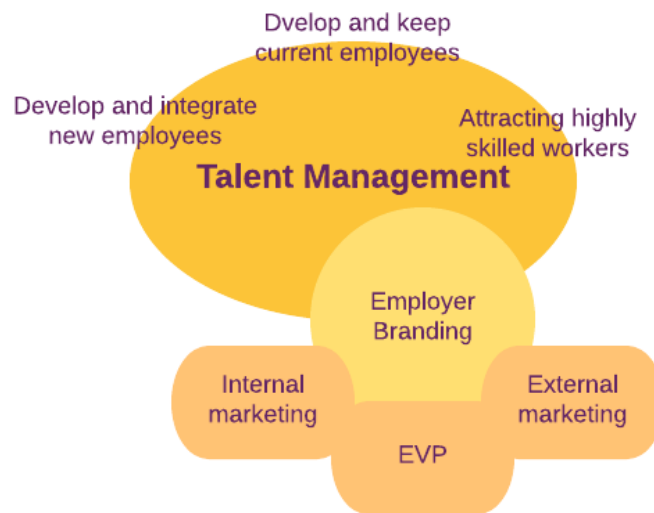 Dvelop and keep
current employees
Develop and integrate
new employees
Attracting highly
skilled workers
Talent Management
Employer
Branding
Internal
marketing
External
marketing
EVP